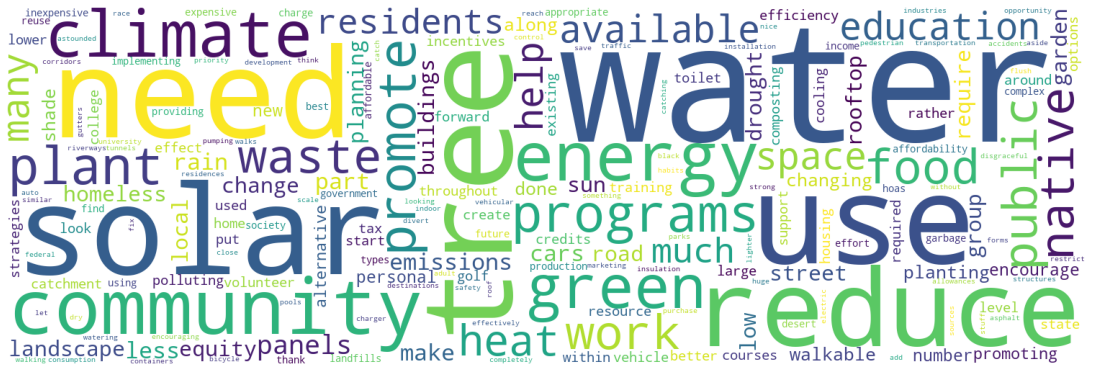 inexpensive race expensive charge residents along appropriate efficiency industries opportunity
reuse climate incentives reach available nice education native
lower astounded control save traffic installation pedestrian transportation accidents aside
corridors implementing priority development think catch
many need planning promote tree help water income options garden
shade college gutters providing new best affordable buildings existing catching toilet drought composting cooling rooftop rather require around flush complex
university forward black affordability public
plant riverways tunnels effect rain pumping walks waste energy space food disgraceful
residences habits
homeless change part throughout done sun training changing strong hoas without
auto similar find local used home society government looking indoor vehicular something
strategies look put scale divert create programs support use group
solar fix alternative tax credits future parks much housing effort required garbage forms
federal close start cars road lighter restrict
types emissions production marketing insulation large street planting encourage
catchment using polluting volunteer personal golf adult huge allowances structures
let pools destinations safety roof green purchase reduce level
community charger resource work low desert electric sources stuff asphalt state
dry heat
watering encouraging effectively
landscape less equity panels make within vehicle better courses walkable number promoting
walking consumption containers bicycle thank landfills completely add